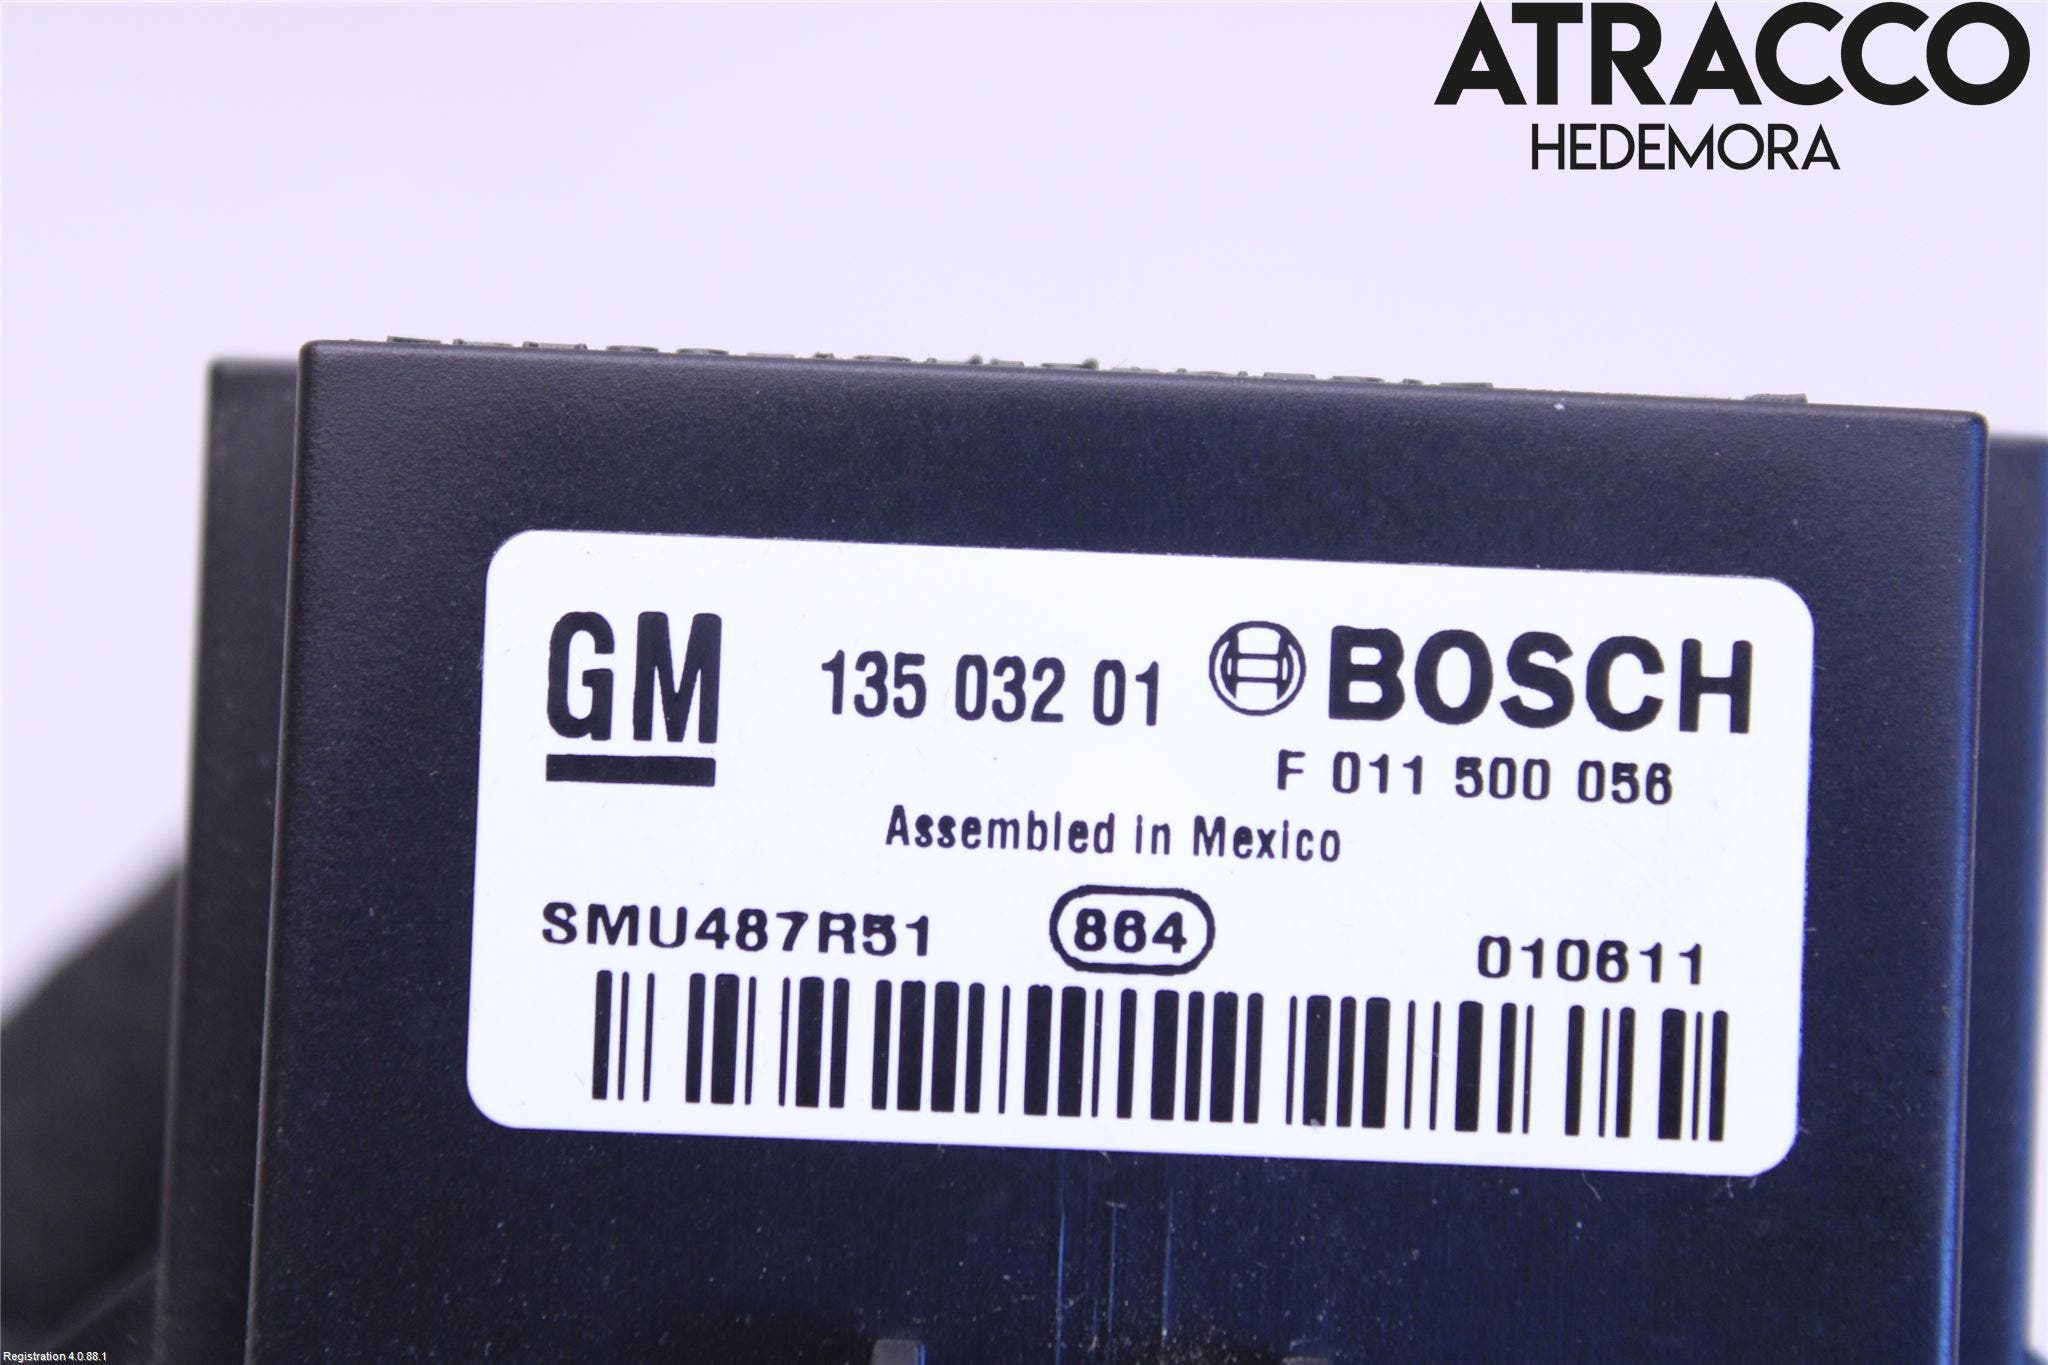 ATRACCO
HEDEMORA
GM 135 032 01 BOSCH
F 011 500 056
Assembled in Mexico
SMU487R51 864 010611
Registration 4.0.88.1